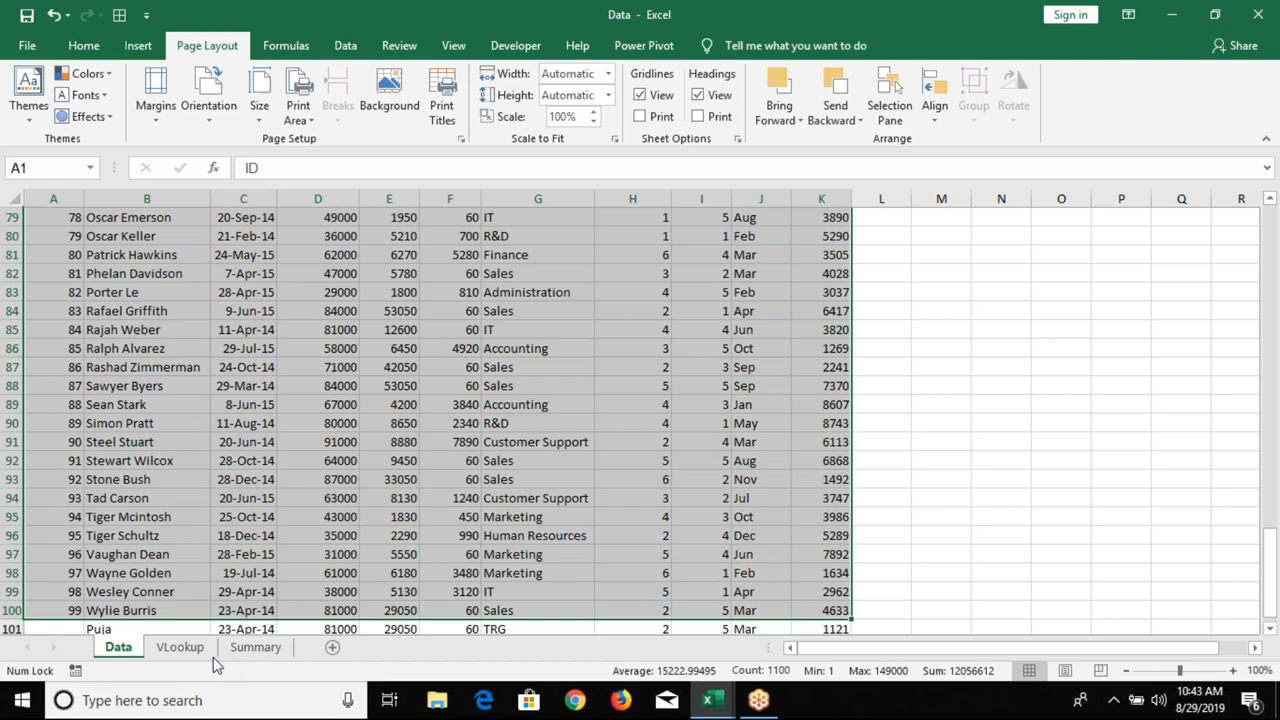 Data - Excel
Sign in
File Home Insert Page Layout Formulas Data Review View Developer Help Power Pivot Tell me what you want to do Share
Themes
Colors
Fonts
Effects
Themes
Margins Orientation Size Print Area Breaks Background Print Titles
Page Setup
Width: Automatic
Height: Automatic
Scale: 100%
Scale to Fit
Gridlines Headings
View View
Print Print
Sheet Options
Bring Forward Send Backward Selection Pane Align Group Rotate
Arrange
A1 fx ID
A B C D E F G H I J K L M N O P Q R
79 78 Oscar Emerson 20-Sep-14 49000 1950 60 IT 1 5 Aug 3890
80 79 Oscar Keller 21-Feb-14 36000 5210 700 R&D 1 1 Feb 5290
81 80 Patrick Hawkins 24-May-15 62000 6270 5280 Finance 6 4 Mar 3505
82 81 Phelan Davidson 7-Apr-15 47000 5780 60 Sales 3 2 Mar 4028
83 82 Porter Le 28-Apr-15 29000 1800 810 Administration 4 5 Feb 3037
84 83 Rafael Griffith 9-Jun-15 84000 53050 60 Sales 2 1 Apr 6417
85 84 Rajah Weber 11-Apr-14 81000 12600 60 IT 4 4 Jun 3820
86 85 Ralph Alvarez 29-Jul-15 58000 6450 4920 Accounting 3 5 Oct 1269
87 86 Rashad Zimmerman 24-Oct-14 71000 42050 60 Sales 2 3 Sep 2241
88 87 Sawyer Byers 29-Mar-14 84000 53050 60 Sales 5 5 Sep 7370
89 88 Sean Stark 8-Jun-15 67000 4200 3840 Accounting 4 3 Jan 8607
90 89 Simon Pratt 11-Aug-14 80000 8650 2340 R&D 4 1 May 8743
91 90 Steel Stuart 20-Jun-14 91000 8880 7890 Customer Support 2 4 Mar 6113
92 91 Stewart Wilcox 28-Oct-14 64000 9450 60 Sales 5 5 Aug 6868
93 92 Stone Bush 28-Dec-14 87000 33050 60 Sales 6 2 Nov 1492
94 93 Tad Carson 20-Jun-15 63000 8130 1240 Customer Support 3 2 Jul 3747
95 94 Tiger Mcintosh 25-Oct-14 43000 1830 450 Marketing 4 3 Oct 3986
96 95 Tiger Schultz 18-Dec-14 35000 2290 990 Human Resources 2 4 Dec 5289
97 96 Vaughan Dean 28-Feb-15 31000 5550 60 Marketing 5 4 Jun 7892
98 97 Wayne Golden 19-Jul-14 61000 6180 3480 Marketing 6 1 Feb 1634
99 98 Wesley Conner 29-Apr-14 38000 5130 3120 IT 5 1 Apr 2962
100 99 Wylie Burris 23-Apr-14 81000 29050 60 Sales 2 5 Mar 4633
101 Puja 23-Apr-14 81000 29050 60 TRG 2 5 Mar 1121
Data VLookup Summary
Num Lock Average: 15222.99495 Count: 1100 Min: 1 Max: 149000 Sum: 12056612 100%
Type here to search
10:43 AM
8/29/2019
6